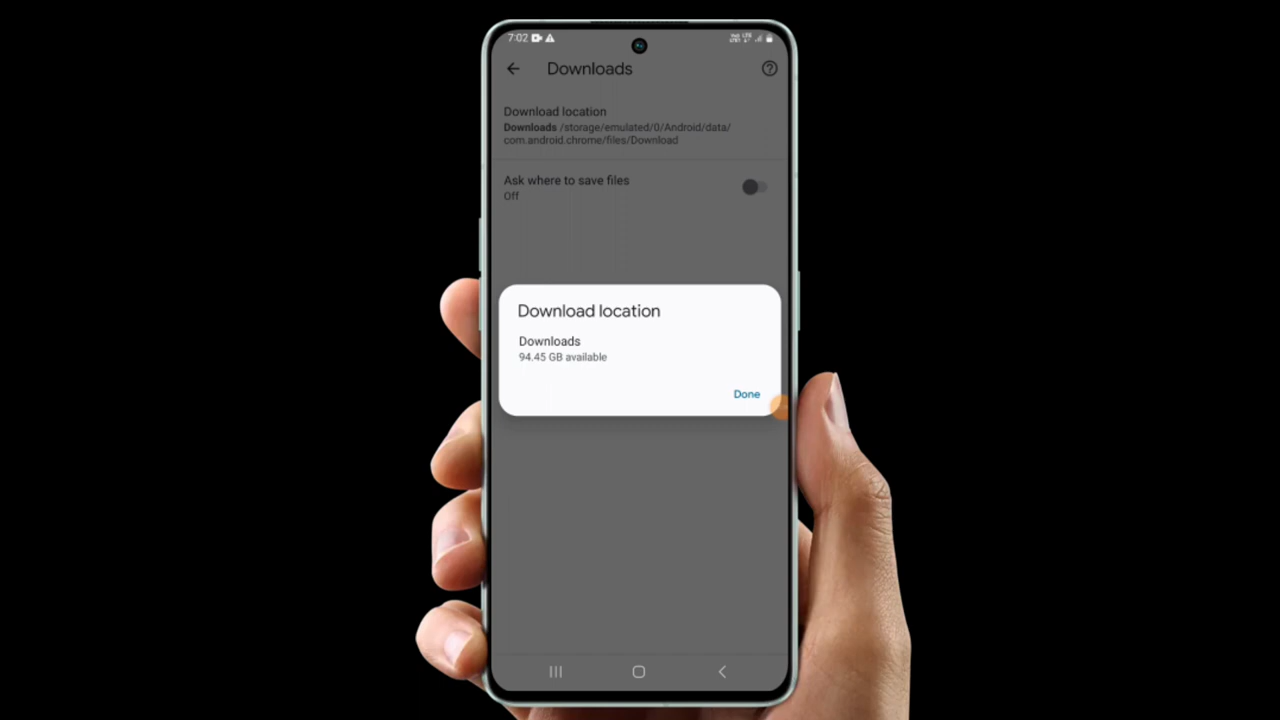 7:02
Downloads
Download location
Downloads /storage/emulated/0/Android/data/
com.android.chrome/files/Download
Ask where to save files
Off
Download location
Downloads
94.45 GB available
Done